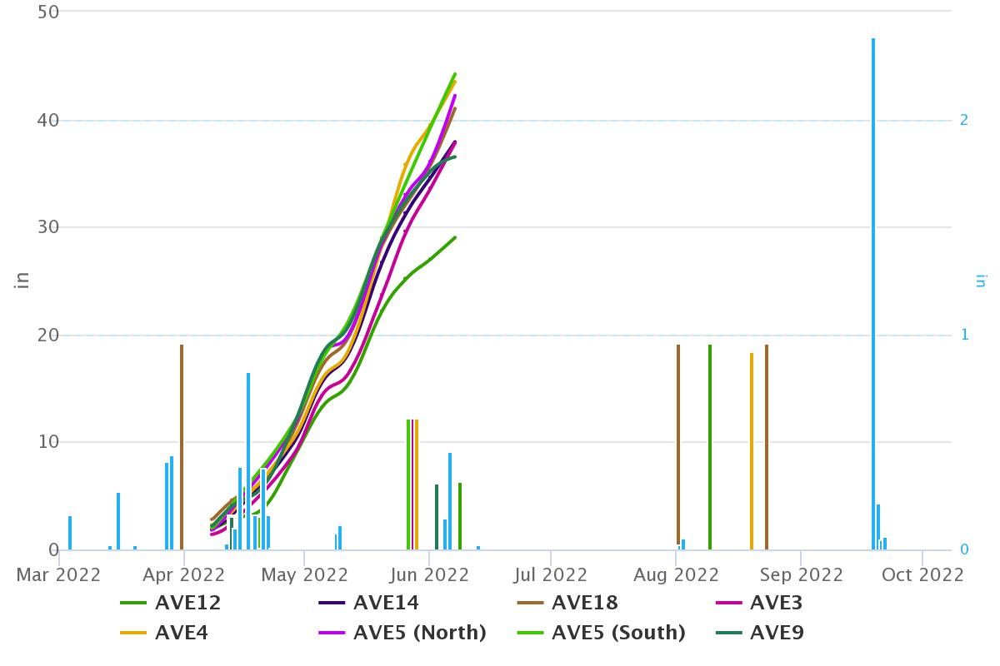 50
40
30
20
10
0
in
2
1
0
in
Mar 2022 Apr 2022 May 2022 Jun 2022 Jul 2022 Aug 2022 Sep 2022 Oct 2022
AVE12 AVE14 AVE18 AVE3
AVE4 AVE5 (North) AVE5 (South) AVE9